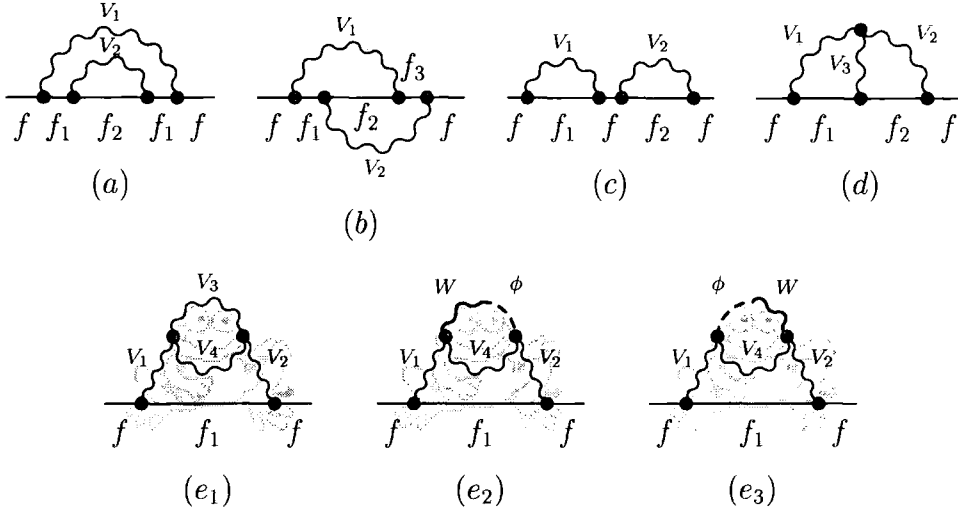 V₁ V₂ f f₁ f₂ f₁ f
(a)
V₁ f₃ f f₁ f₂ V₂ f
(b)
V₁ V₂ f f₁ f f₂ f
(c)
V₁ V₃ V₂ f f₁ f₂ f
(d)
V₃ V₁ V₄ V₂ f f₁ f
(e₁)
W ϕ V₁ V₄ V₂ f f₁ f
(e₂)
ϕ W V₁ V₄ V₂ f f₁ f
(e₃)